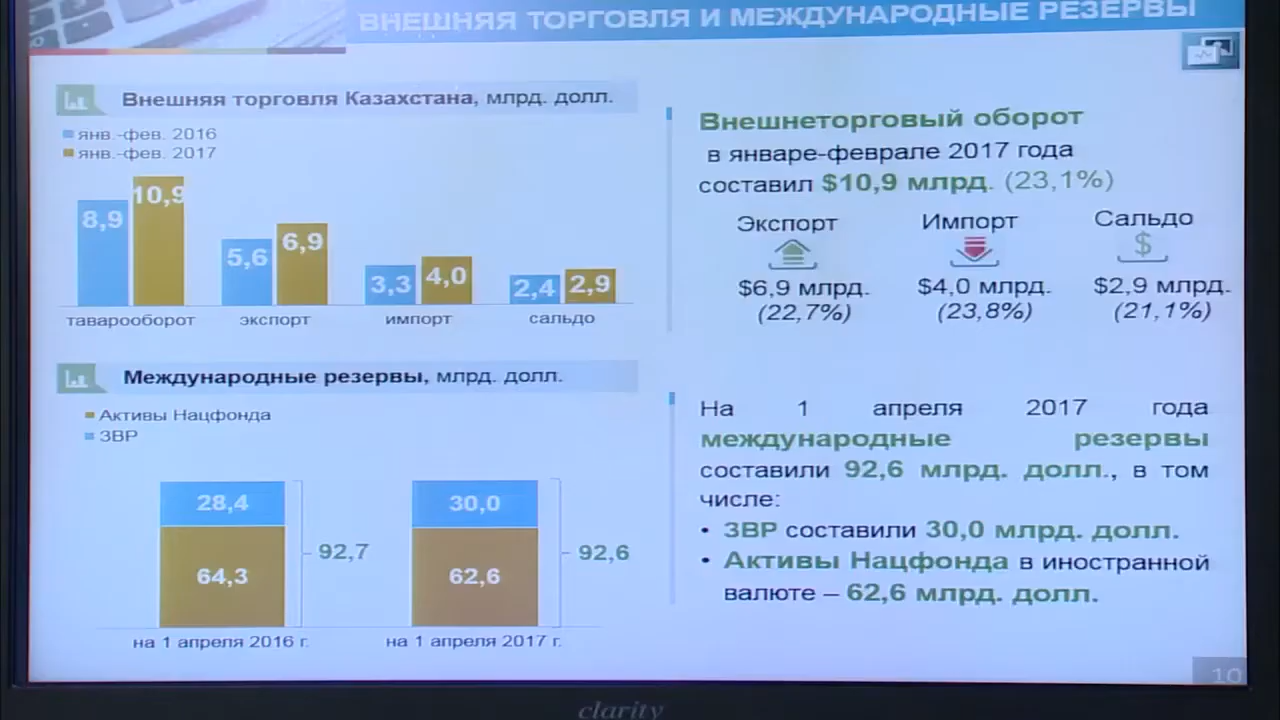 ВНЕШНЯЯ ТОРГОВЛЯ И МЕЖДУНАРОДНЫЕ РЕЗЕРВЫ
Внешняя торговля Казахстана, млрд. долл.
янв.-фев. 2016
янв.-фев. 2017
8,9
10,9
5,6
6,9
3,3
4,0
2,4
2,9
таварооборот
экспорт
импорт
сальдо
Внешнеторговый оборот
в январе-феврале 2017 года
составил $10,9 млрд. (23,1%)
Экспорт
Импорт
Сальдо
$
$6,9 млрд.
$4,0 млрд.
$2,9 млрд.
(22,7%)
(23,8%)
(21,1%)
Международные резервы, млрд. долл.
Активы Нацфонда
ЗВР
28,4
64,3
92,7
30,0
62,6
92,6
на 1 апреля 2016 г.
на 1 апреля 2017 г.
На 1 апреля 2017 года
международные резервы
составили 92,6 млрд. долл., в том
числе:
• ЗВР составили 30,0 млрд. долл.
• Активы Нацфонда в иностранной
валюте – 62,6 млрд. долл.
10
clarity